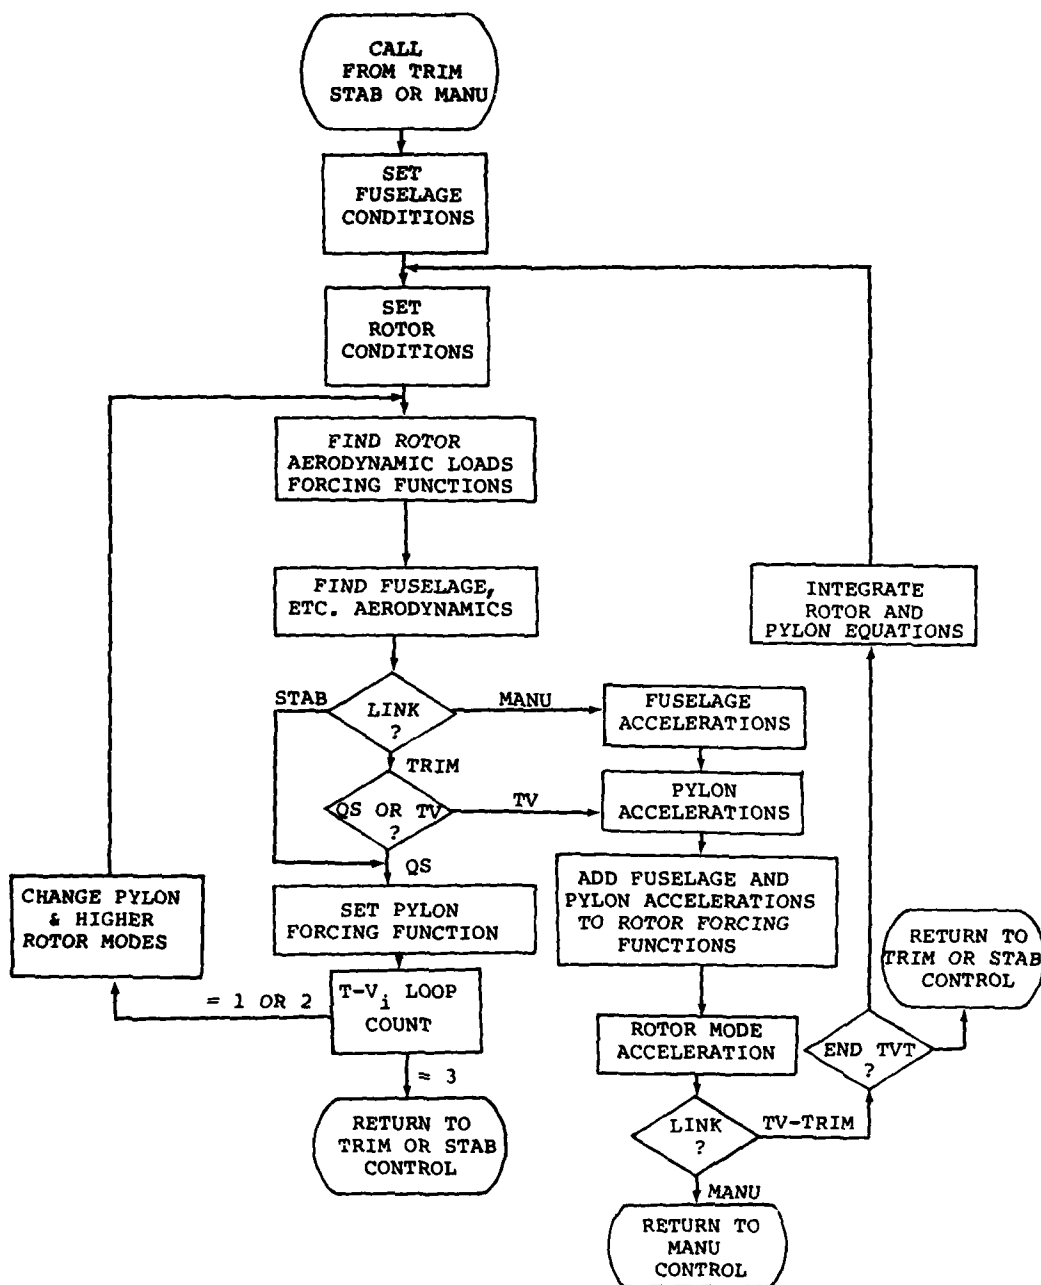 CALL
FROM TRIM
STAB OR MANU
SET
FUSELAGE
CONDITIONS
SET
ROTOR
CONDITIONS
FIND ROTOR
AERODYNAMIC LOADS
FORCING FUNCTIONS
FIND FUSELAGE,
ETC. AERODYNAMICS
INTEGRATE
ROTOR AND
PYLON EQUATIONS
STAB
LINK
?
MANU
FUSELAGE
ACCELERATIONS
TRIM
QS OR TV
?
TV
PYLON
ACCELERATIONS
QS
CHANGE PYLON
& HIGHER
ROTOR MODES
SET PYLON
FORCING FUNCTION
ADD FUSELAGE AND
PYLON ACCELERATIONS
TO ROTOR FORCING
FUNCTIONS
RETURN TO
TRIM OR STAB
CONTROL
= 1 OR 2
T-Vi LOOP
COUNT
ROTOR MODE
ACCELERATION
END TVT
?
= 3
RETURN TO
TRIM OR STAB
CONTROL
LINK
?
TV-TRIM
MANU
RETURN TO
MANU
CONTROL